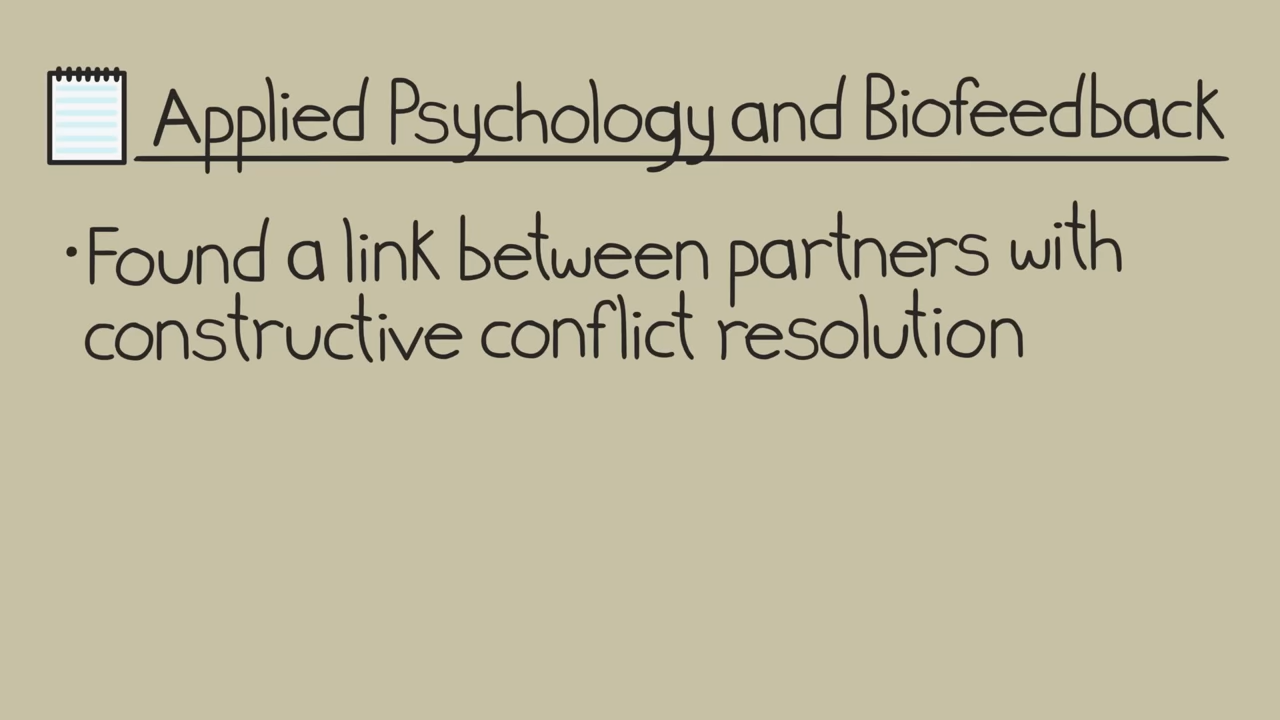 Applied Psychology and Biofeedback
•Found a link between partners with
constructive conflict resolution